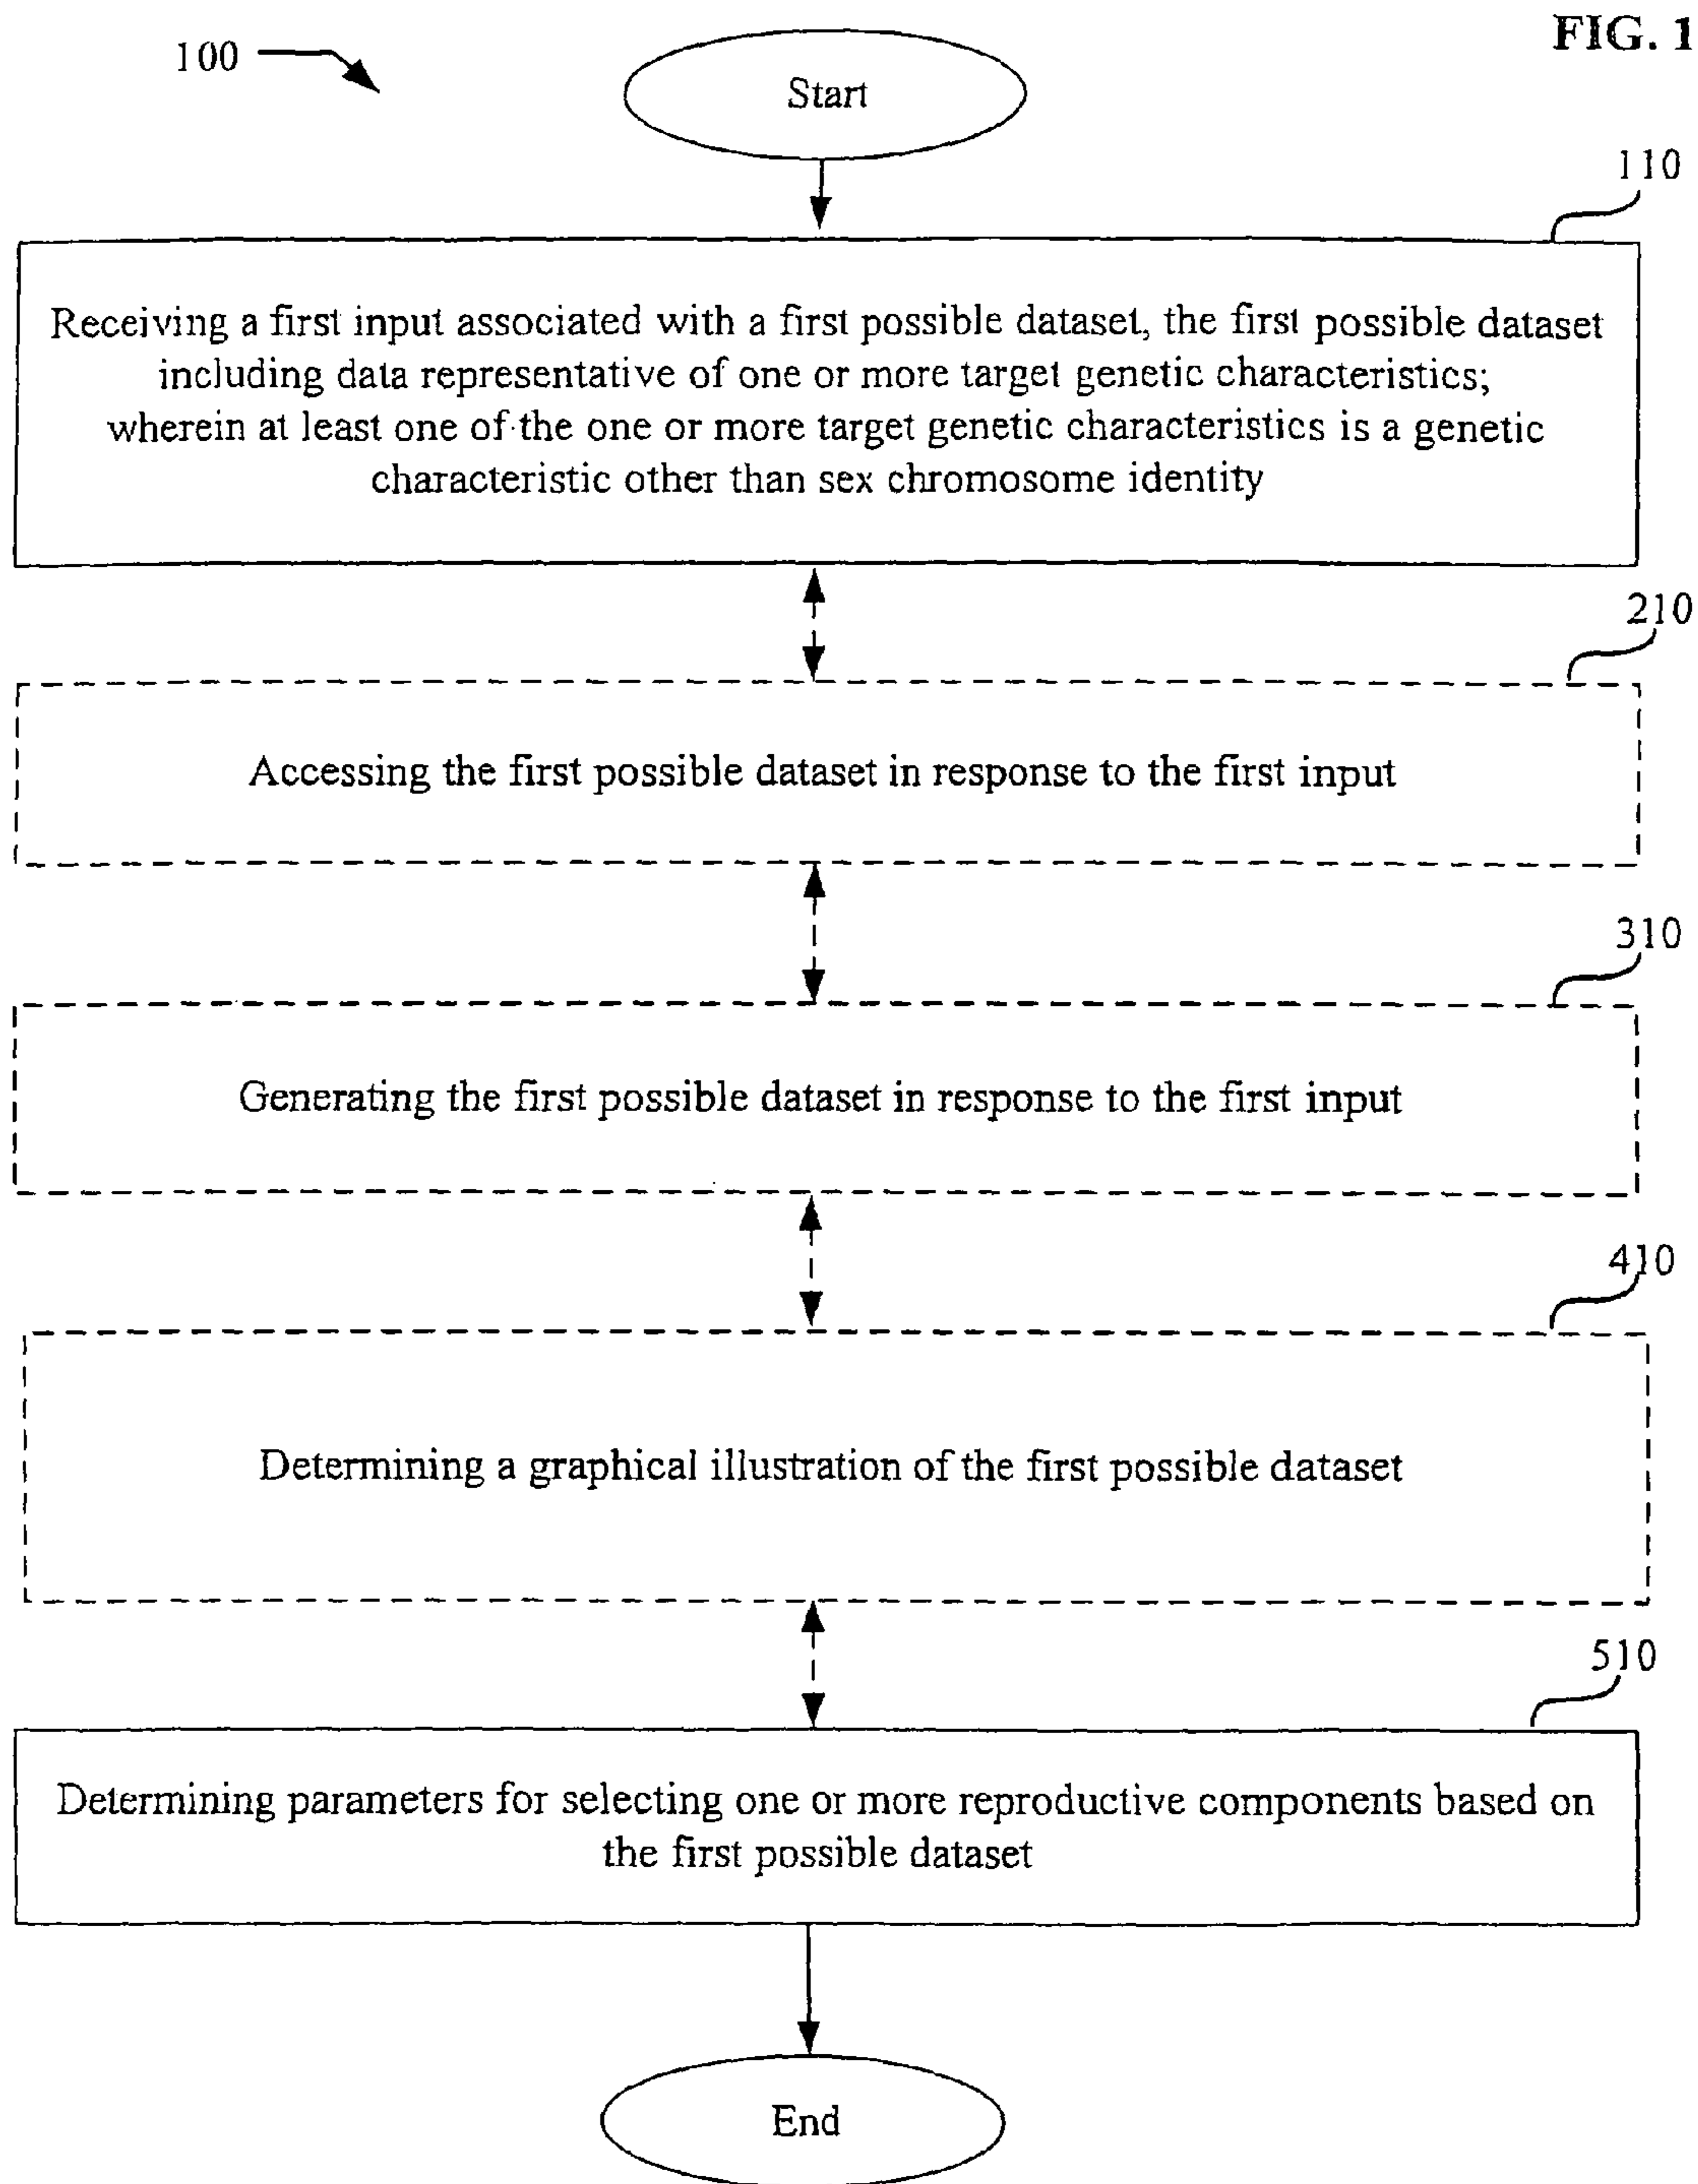 FIG. 1
100
Start
110
Receiving a first input associated with a first possible dataset, the first possible dataset
including data representative of one or more target genetic characteristics;
wherein at least one of the one or more target genetic characteristics is a genetic
characteristic other than sex chromosome identity
210
Accessing the first possible dataset in response to the first input
310
Generating the first possible dataset in response to the first input
410
Determining a graphical illustration of the first possible dataset
510
Determining parameters for selecting one or more reproductive components based on
the first possible dataset
End